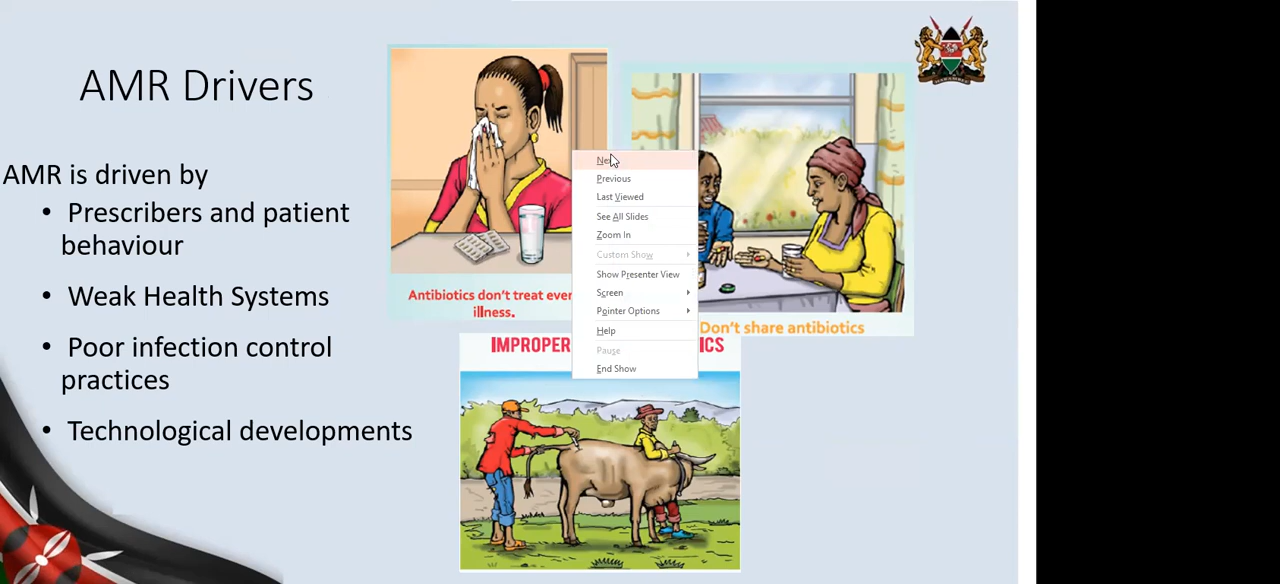 AMR Drivers
AMR is driven by
• Prescribers and patient
behaviour
• Weak Health Systems
• Poor infection control
practices
• Technological developments
Antibiotics don't treat
illness.
Don't share antibiotics
IMPROPER
Previous
Last Viewed
See All Slides
Zoom In
Custom Show
Show Presenter View
Screen
Pointer Options
Help
Pause
End Show